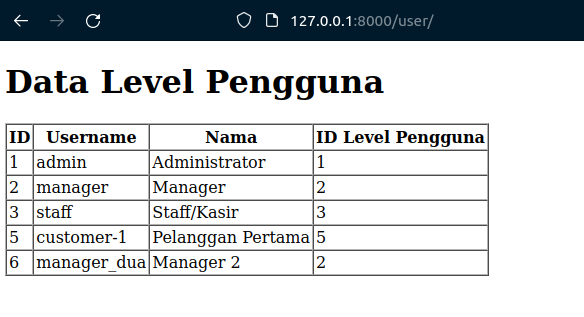 127.0.0.1:8000/user/
Data Level Pengguna
ID Username Nama ID Level Pengguna
1 admin Administrator 1
2 manager Manager 2
3 staff Staff/Kasir 3
5 customer-1 Pelanggan Pertama 5
6 manager_dua Manager 2 2